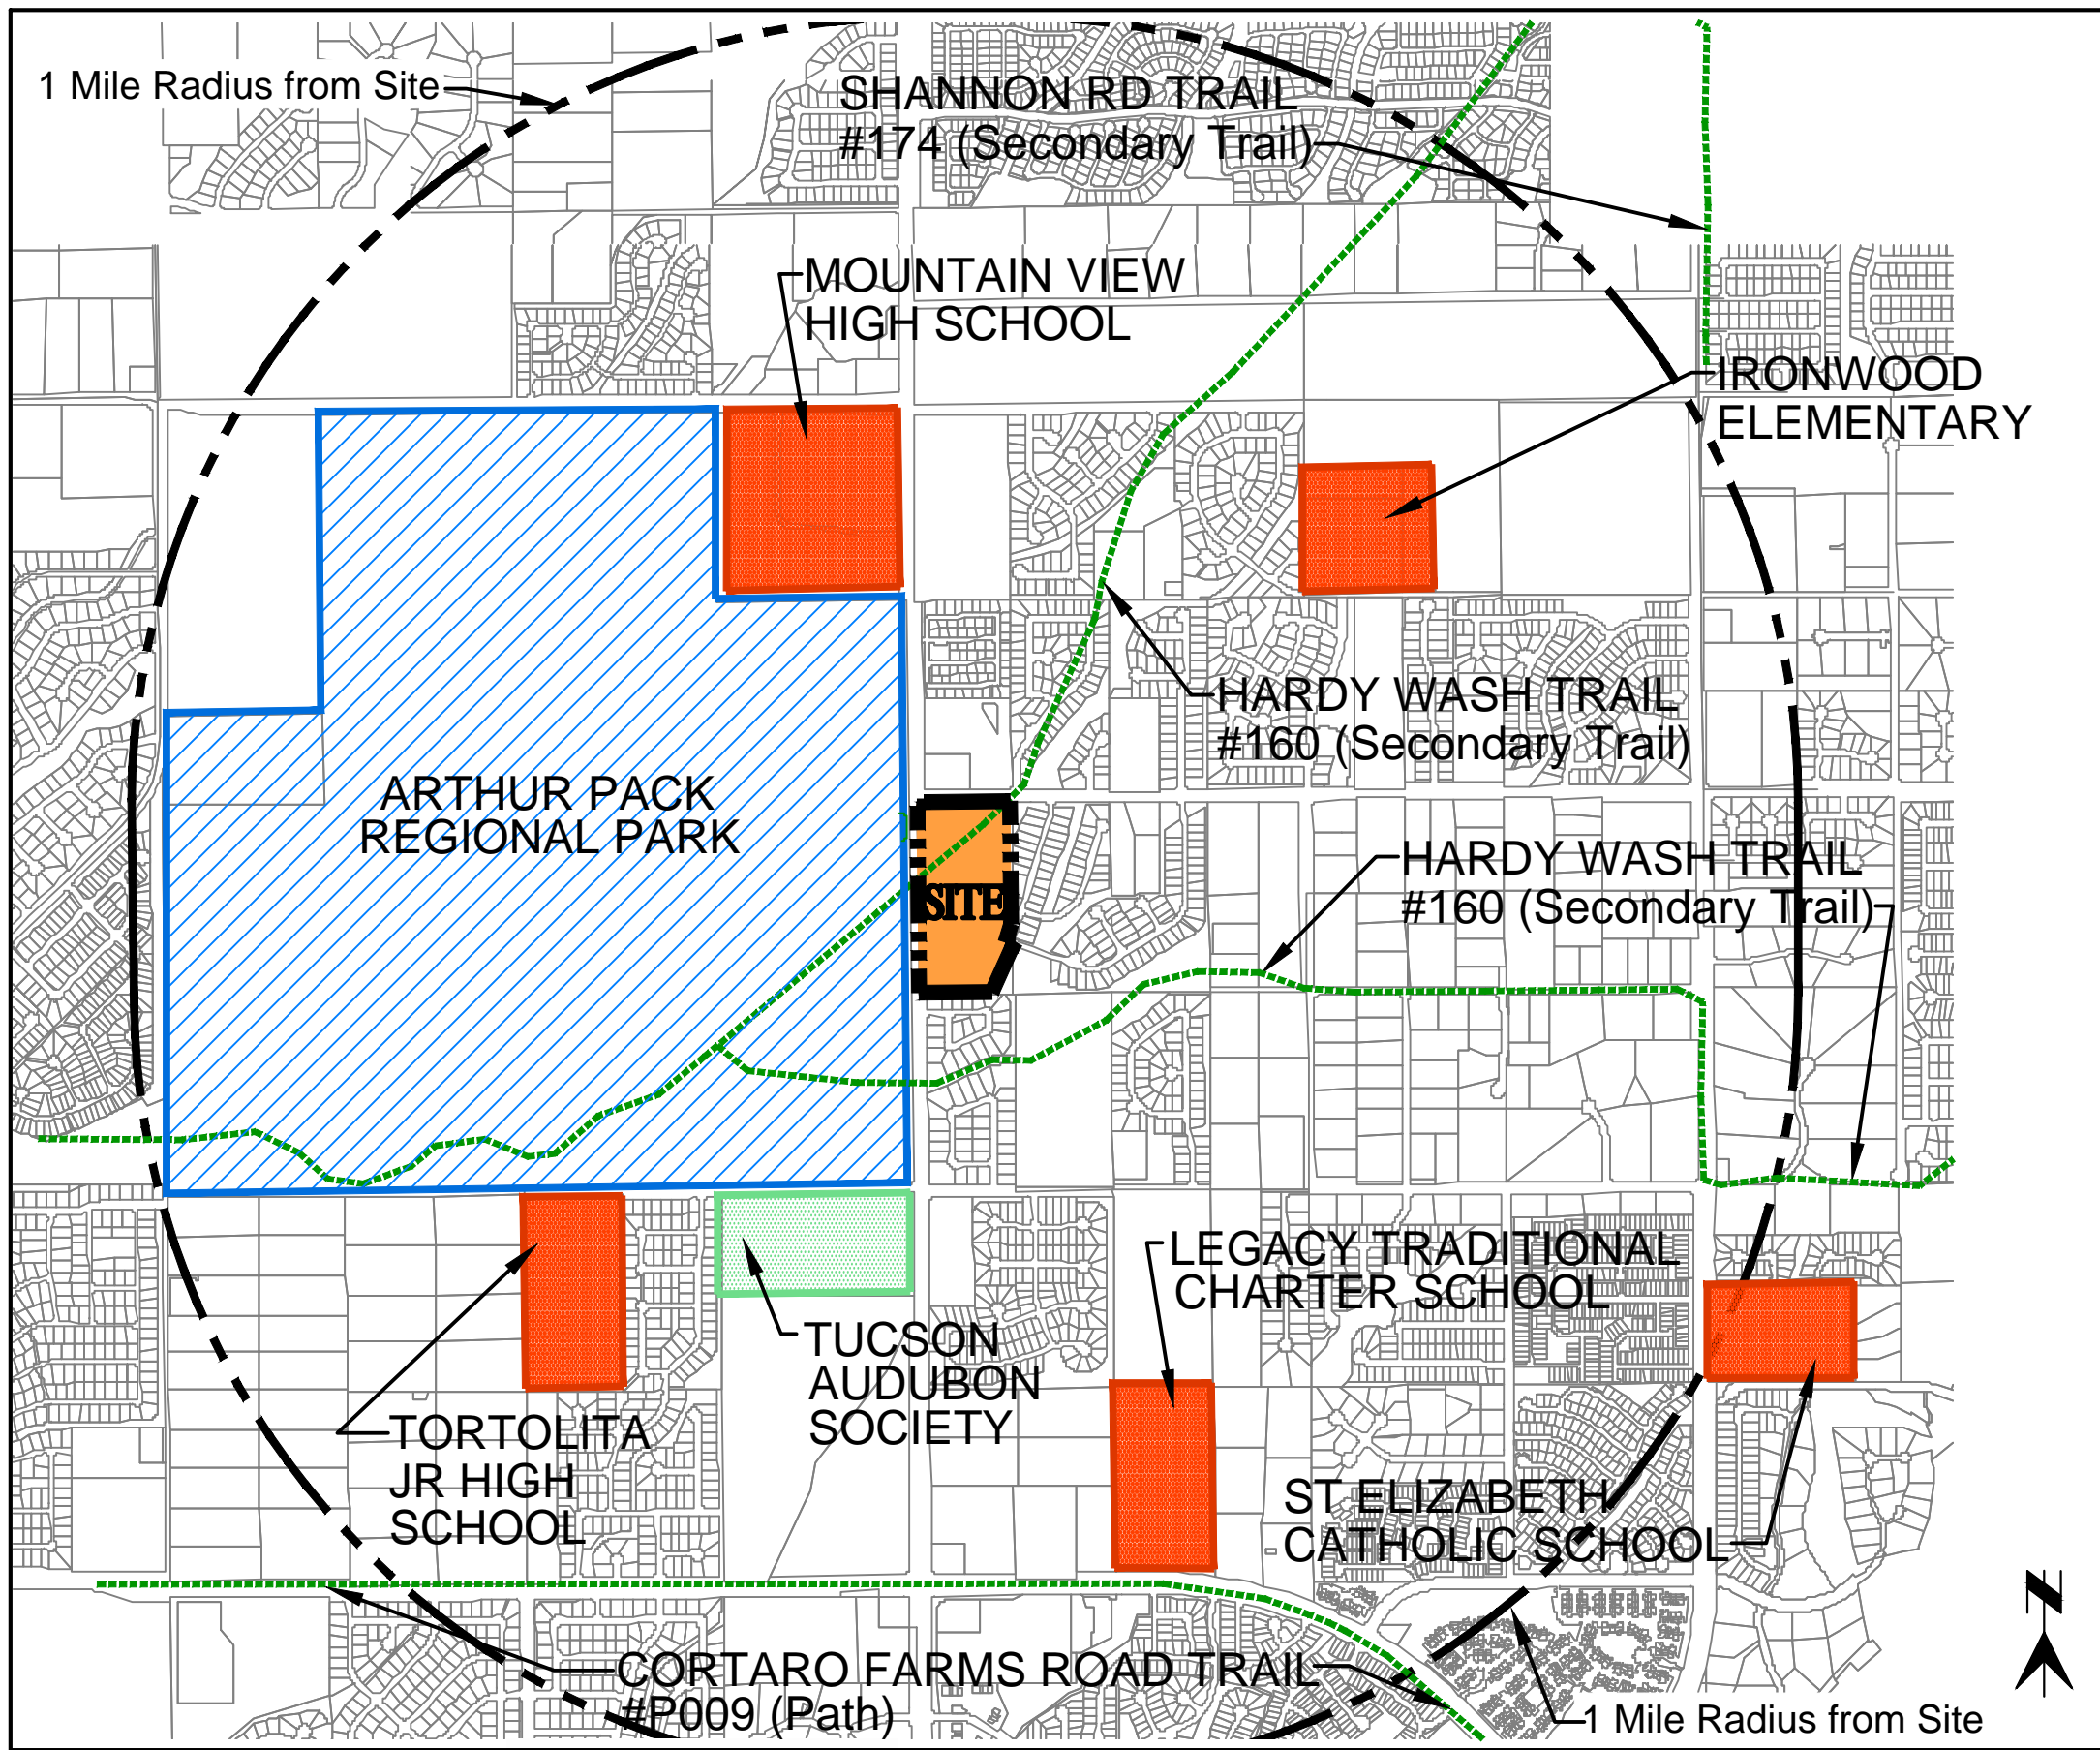 1 Mile Radius from Site
SHANNON RD TRAIL
#174 (Secondary Trail)
MOUNTAIN VIEW
HIGH SCHOOL
IRONWOOD
ELEMENTARY
HARDY WASH TRAIL
#160 (Secondary Trail)
ARTHUR PACK
REGIONAL PARK
SITE
HARDY WASH TRAIL
#160 (Secondary Trail)
LEGACY TRADITIONAL
CHARTER SCHOOL
TUCSON
AUDUBON
SOCIETY
TORTOLITA
JR HIGH
SCHOOL
ST ELIZABETH
CATHOLIC SCHOOL
N
CORTARO FARMS ROAD TRAIL
#P009 (Path)
1 Mile Radius from Site